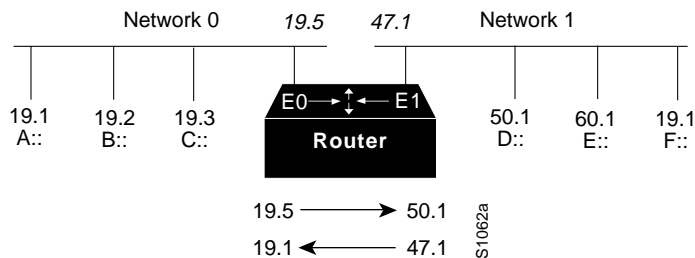 Network 0 19.5 47.1 Network 1
E0 E1
19.1 19.2 19.3 50.1 60.1 19.1
A:: B:: C:: D:: E:: F::
Router
19.5 50.1
19.1 47.1
S1062a